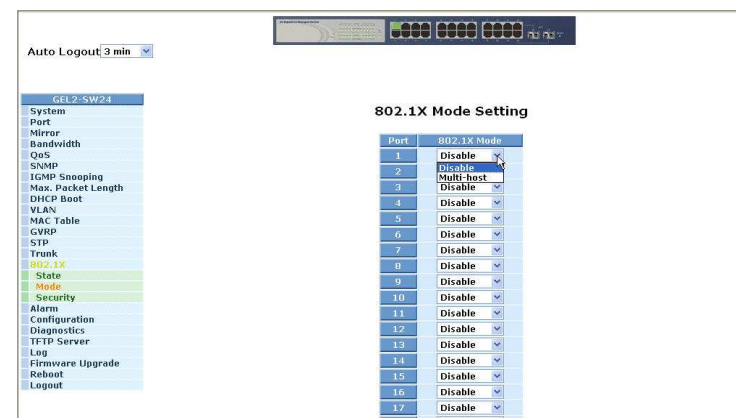 Auto Logout 3 min
GEL2-SW24
System
Port
Mirror
Bandwidth
QoS
SNMP
IGMP Snooping
Max. Packet Length
DHCP Boot
VLAN
MAC Table
GVRP
STP
Trunk
802.1X
State
Mode
Security
Alarm
Configuration
Diagnostics
TFTP Server
Log
Firmware Upgrade
Reboot
Logout
802.1X Mode Setting
Port 802.1X Mode
1 Disable
2 Disable
Multi-host
3 Disable
4 Disable
5 Disable
6 Disable
7 Disable
8 Disable
9 Disable
10 Disable
11 Disable
12 Disable
13 Disable
14 Disable
15 Disable
16 Disable
17 Disable